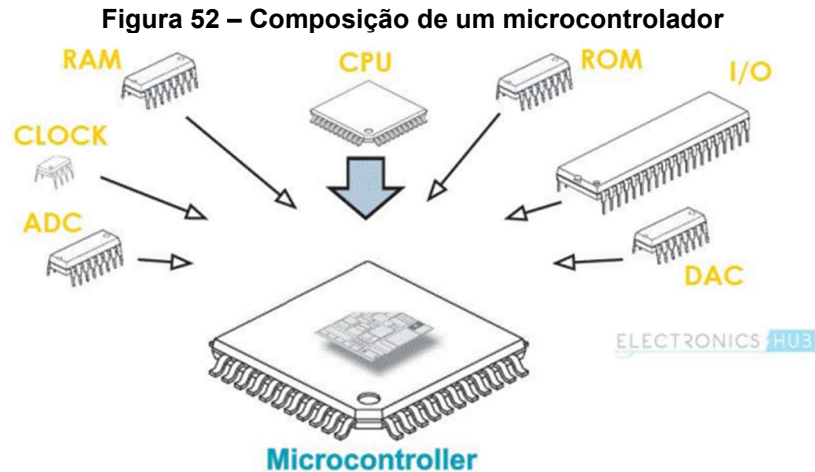 Figura 52 – Composição de um microcontrolador
RAM
CPU
ROM
I/O
CLOCK
ADC
DAC
ELECTRONICS HUB
Microcontroller